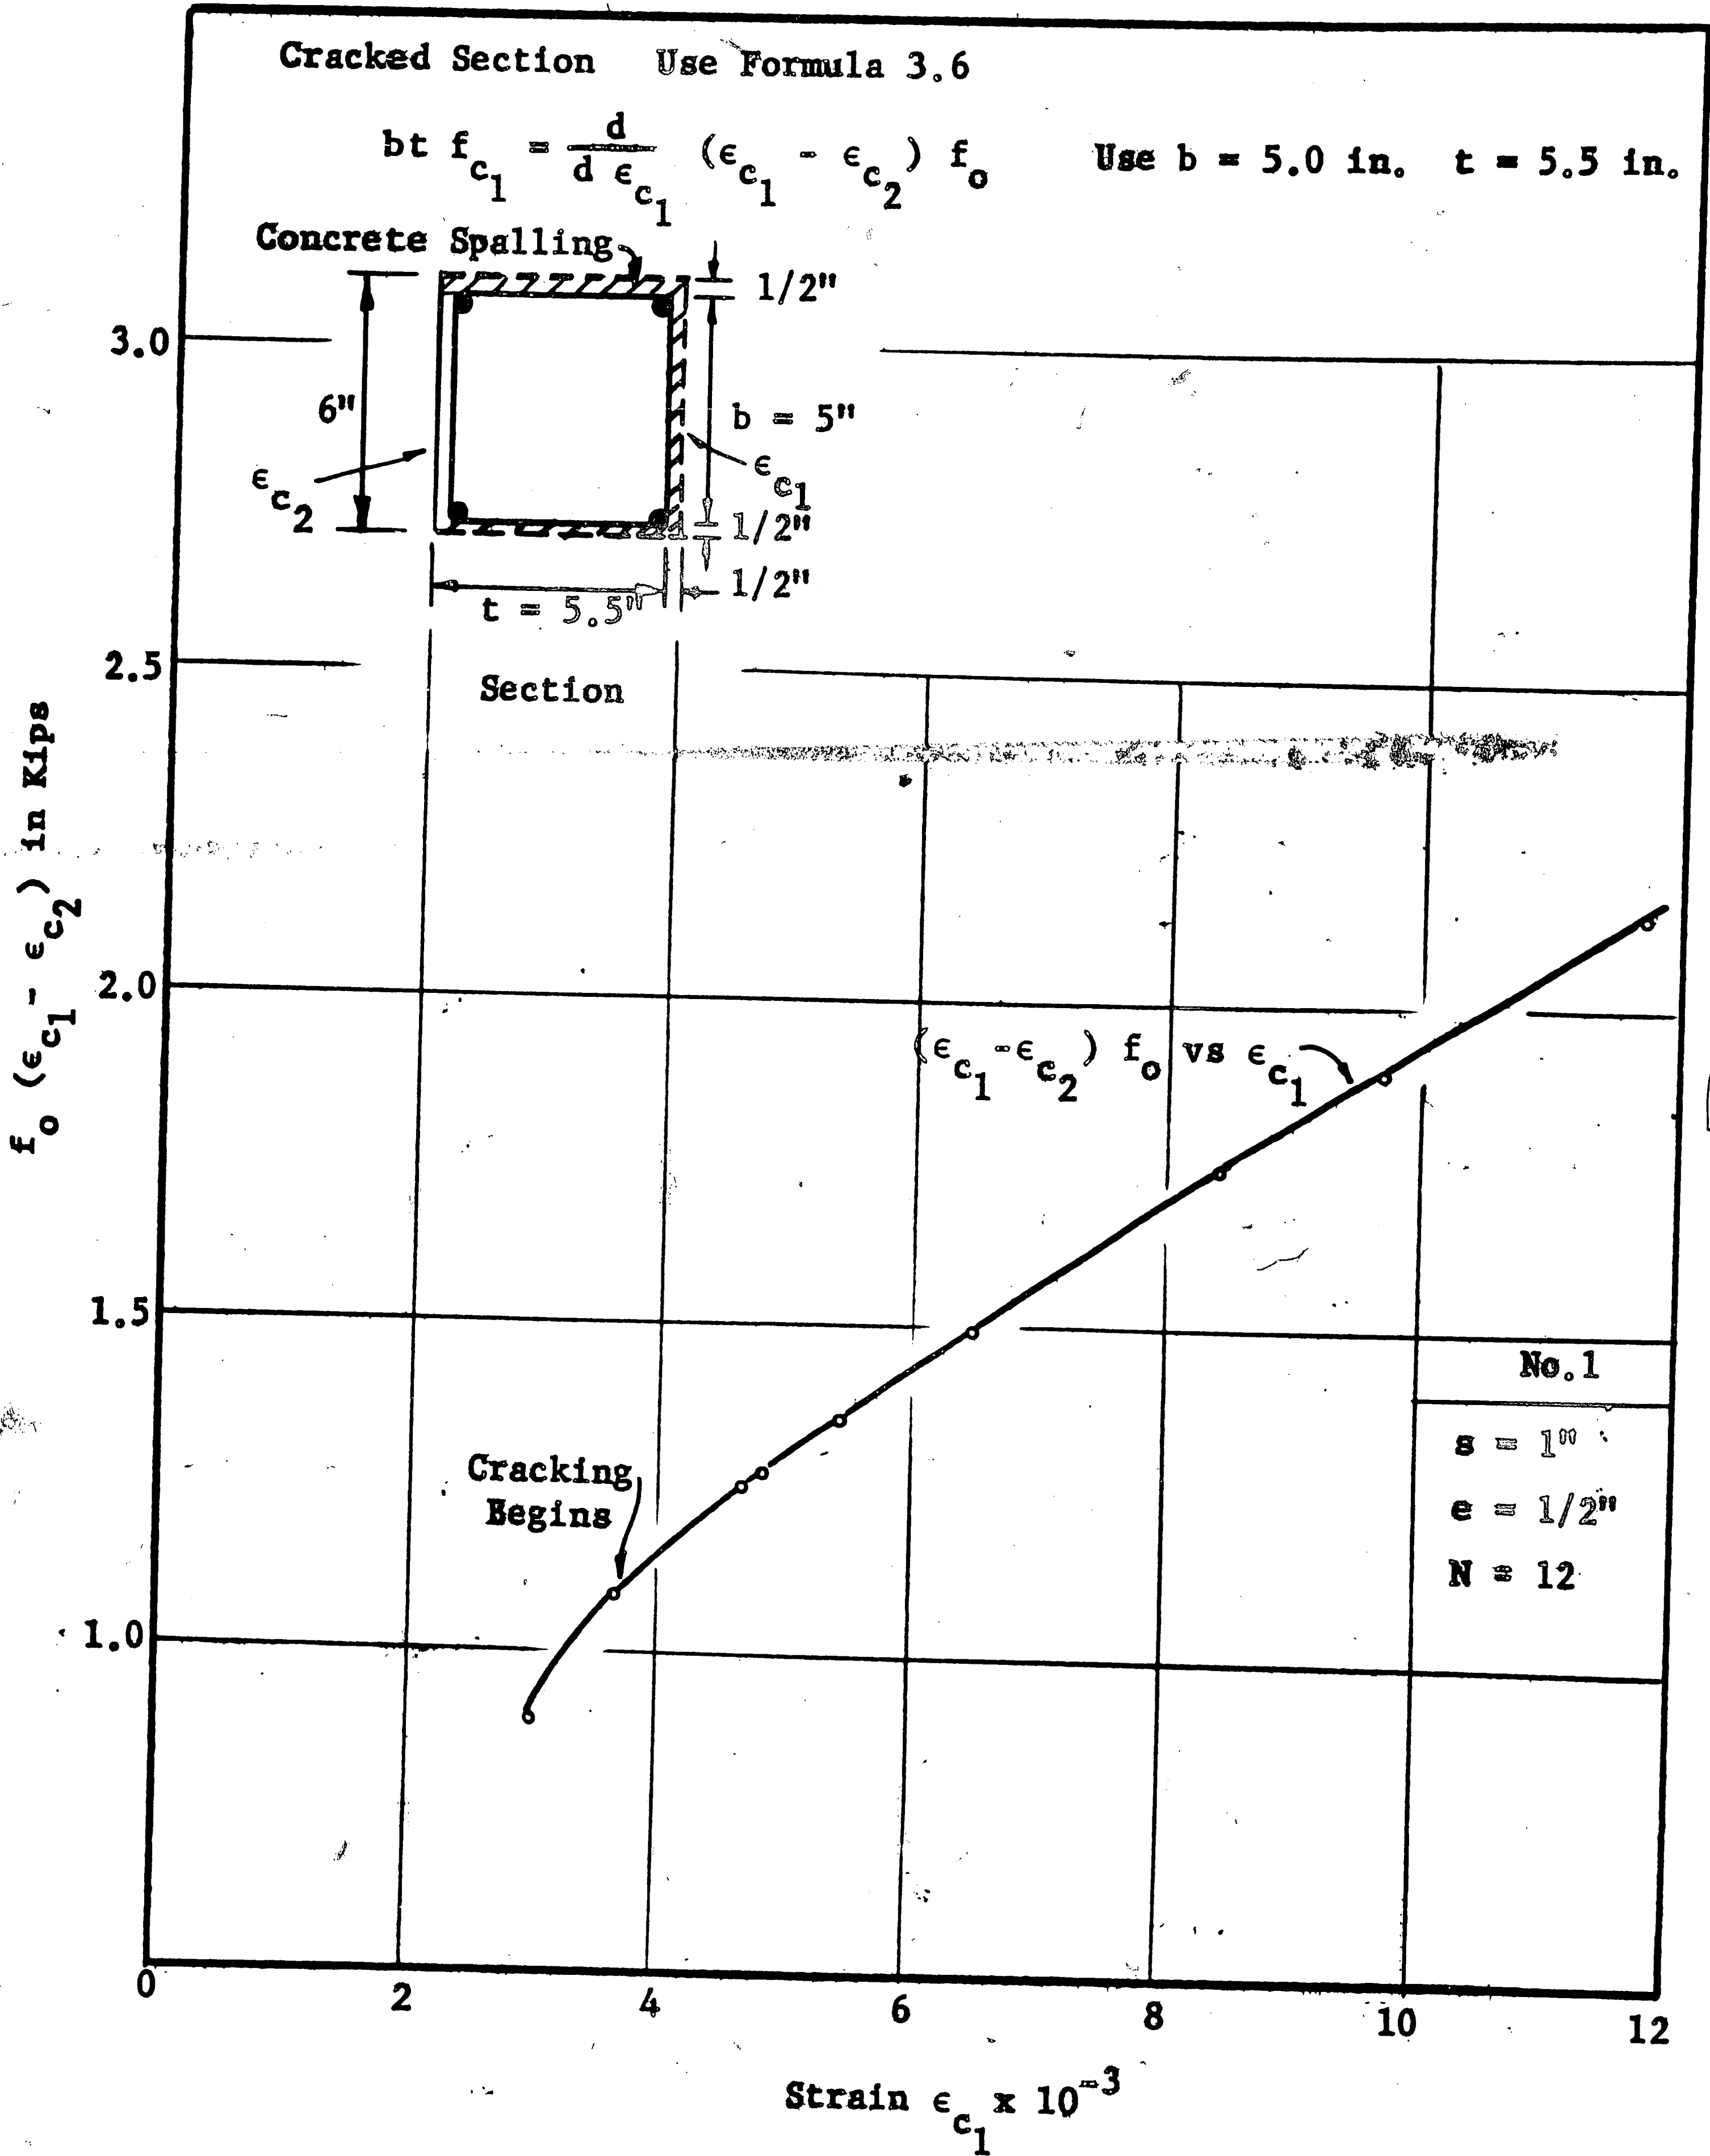 Cracked Section Use Formula 3.6
bt f_c1 = d / d ε_c1 (ε_c1 - ε_c2) f_o Use b = 5.0 in. t = 5.5 in.
Concrete Spalling
1/2"
3.0
6"
b = 5"
ε_c2
ε_c1
1/2"
1/2"
t = 5.5"
2.5
Section
f_o (ε_c1 - ε_c2) in Kips
2.0
(ε_c1 - ε_c2) f_o vs ε_c1
1.5
No.1
s = 1"
Cracking
Begins
e = 1/2"
N = 12
1.0
0 2 4 6 8 10 12
Strain ε_c1 x 10^-3